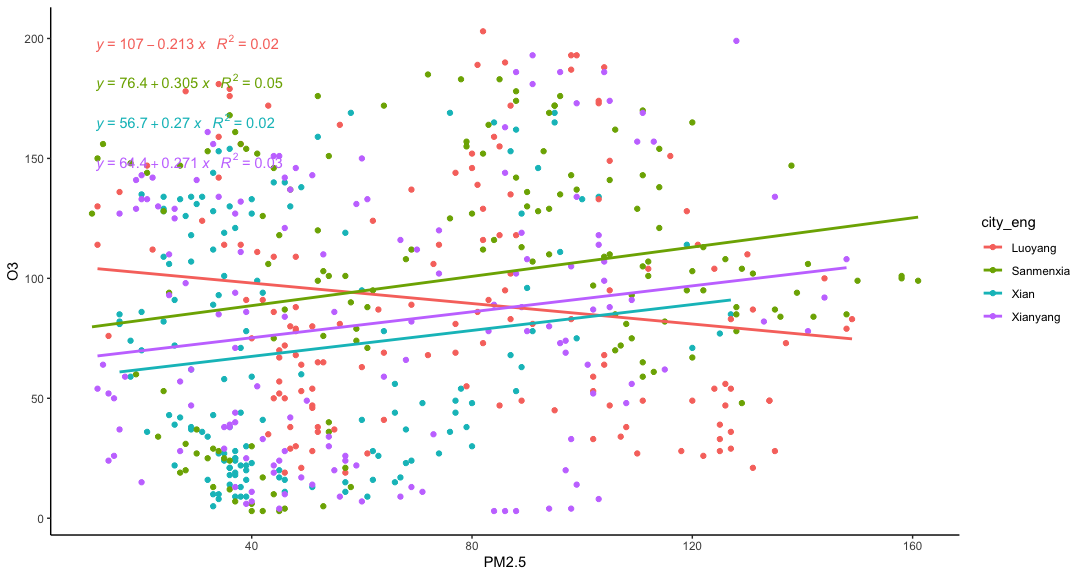 y = 107 − 0.213 x R² = 0.02
y = 76.4 + 0.305 x R² = 0.05
y = 56.7 + 0.27 x R² = 0.02
y = 64.4 + 0.271 x R² = 0.03
200
150
100
50
0
O3
40
80
120
160
PM2.5
city_eng
Luoyang
Sanmenxia
Xian
Xianyang